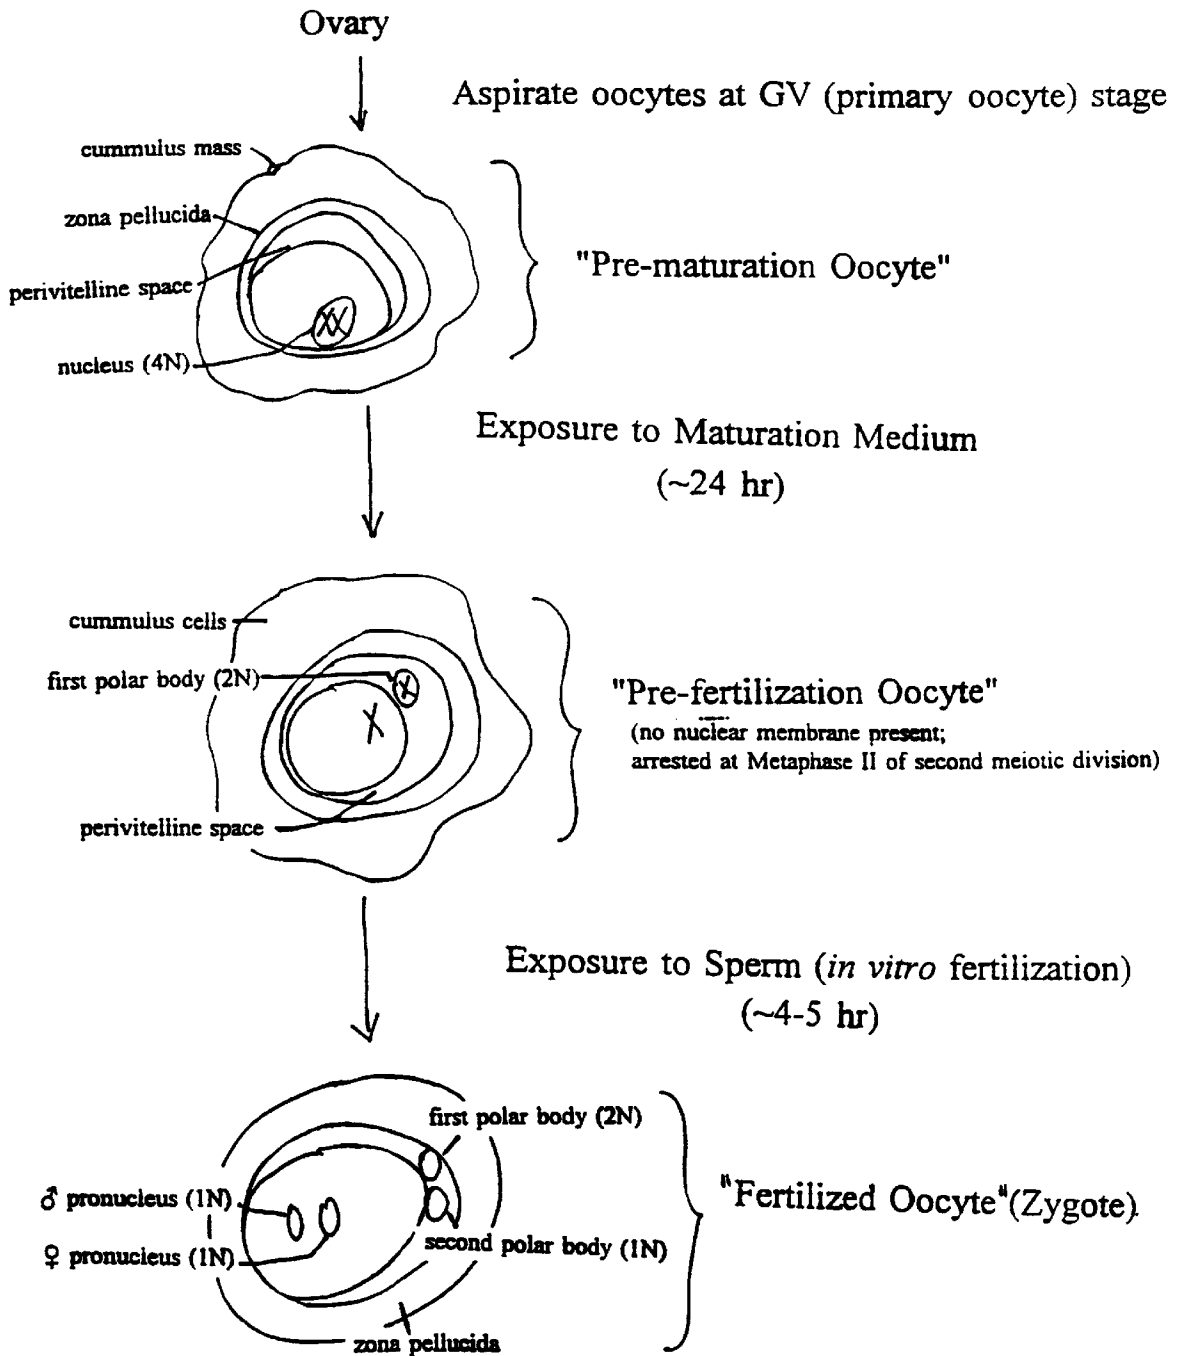 Ovary
Aspirate oocytes at GV (primary oocyte) stage
cummulus mass
zona pellucida
perivitelline space
nucleus (4N)
"Pre-maturation Oocyte"
Exposure to Maturation Medium
(~24 hr)
cummulus cells
first polar body (2N)
perivitelline space
"Pre-fertilization Oocyte"
(no nuclear membrane present;
arrested at Metaphase II of second meiotic division)
Exposure to Sperm (in vitro fertilization)
(~4-5 hr)
first polar body (2N)
♂ pronucleus (1N)
♀ pronucleus (1N)
second polar body (1N)
zona pellucida
"Fertilized Oocyte"(Zygote).